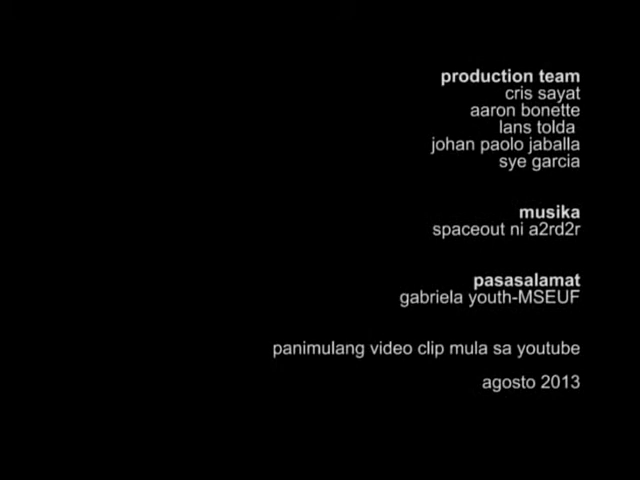 production team
cris sayat
aaron bonette
lans tolda
johan paolo jaballa
sye garcia
musika
spaceout ni a2rd2r
pasasalamat
gabriela youth-MSEUF
panimulang video clip mula sa youtube
agosto 2013